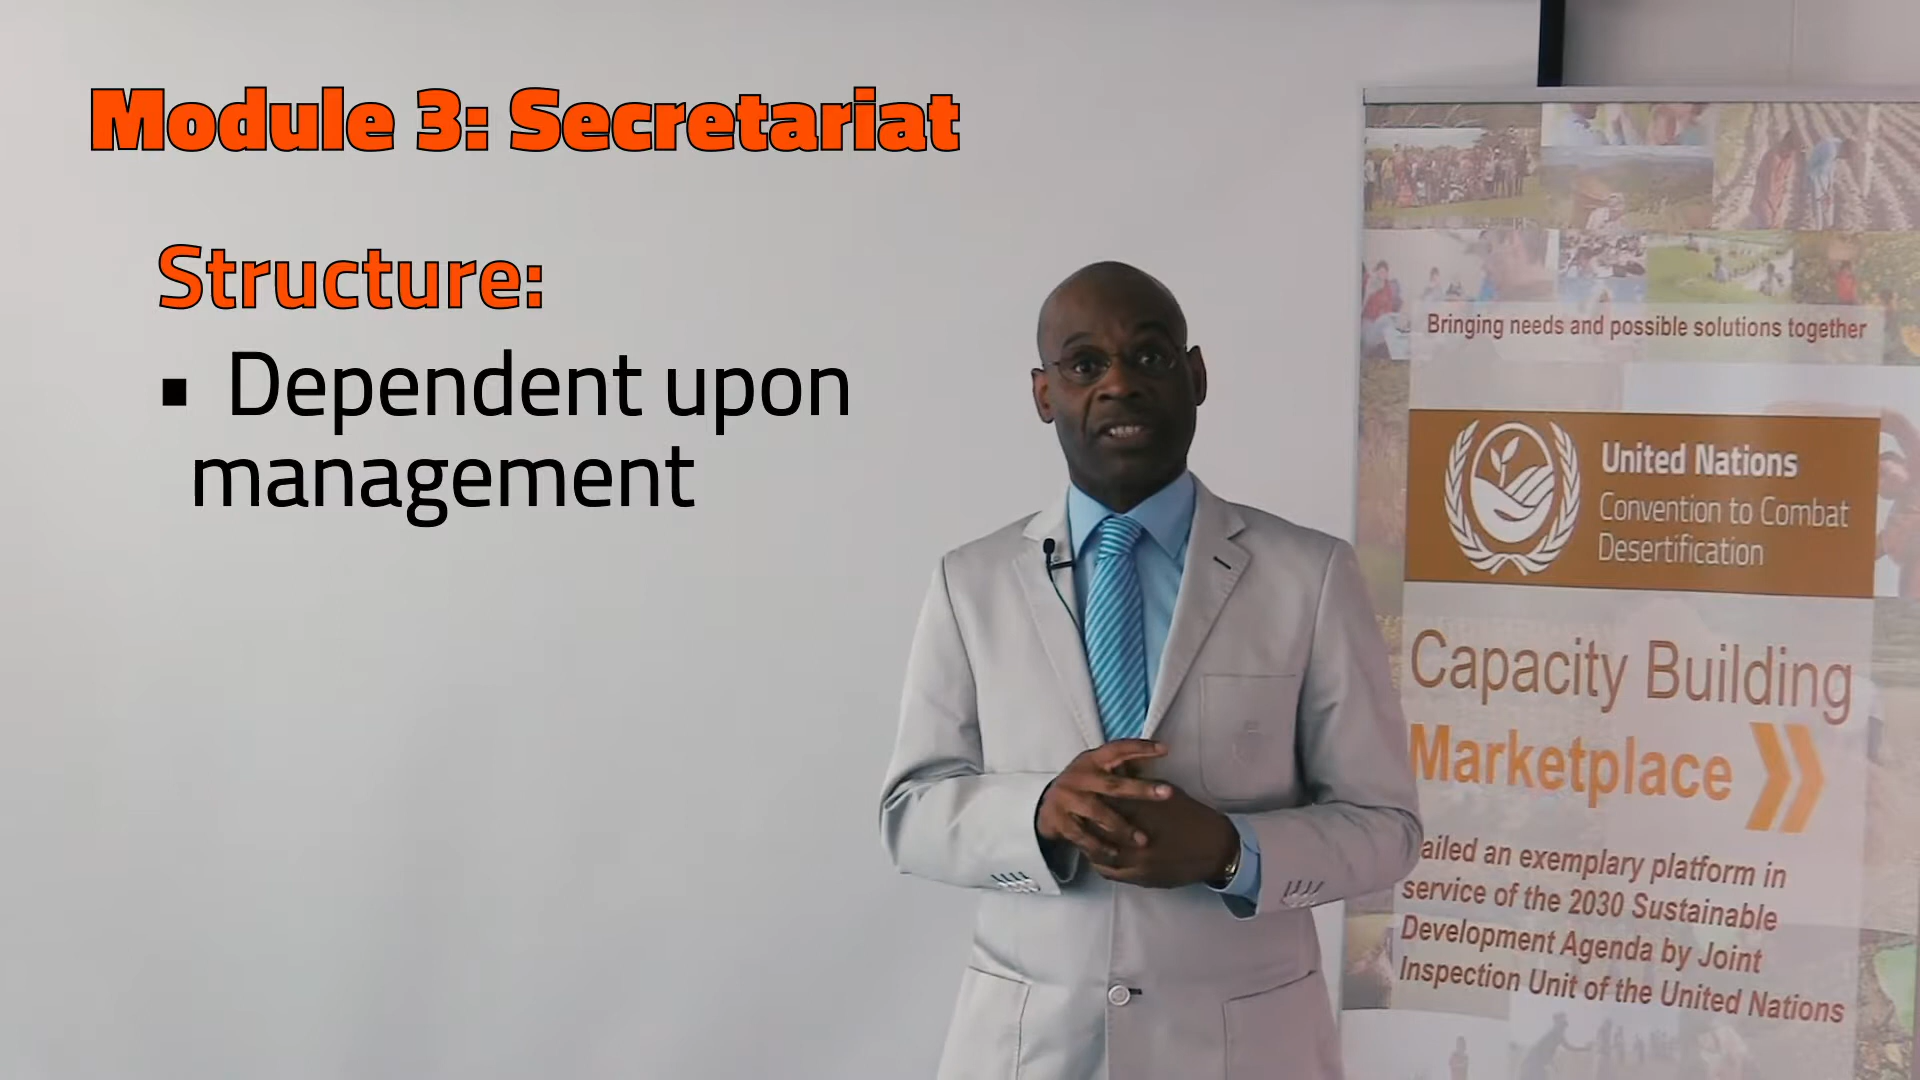 Module 3: Secretariat
Structure:
▪ Dependent upon
management
Bringing needs and possible solutions together
United Nations
Convention to Combat
Desertification
Capacity Building
Marketplace
ailed an exemplary platform in
service of the 2030 Sustainable
Development Agenda by Joint
Inspection Unit of the United Nations